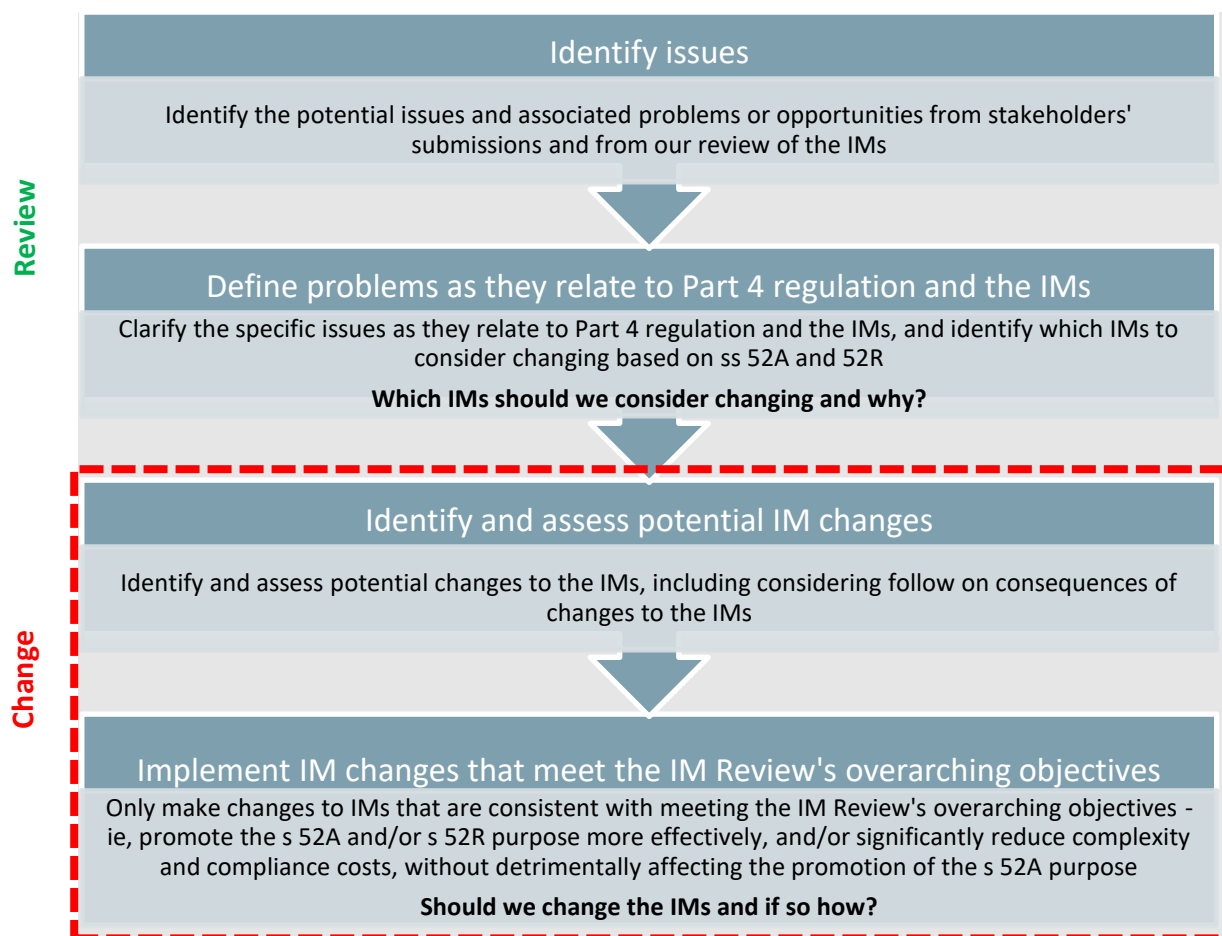 Identify issues
Identify the potential issues and associated problems or opportunities from stakeholders'
submissions and from our review of the IMs
Review
Define problems as they relate to Part 4 regulation and the IMs
Clarify the specific issues as they relate to Part 4 regulation and the IMs, and identify which IMs to
consider changing based on ss 52A and 52R
Which IMs should we consider changing and why?
Identify and assess potential IM changes
Identify and assess potential changes to the IMs, including considering follow on consequences of
changes to the IMs
Change
Implement IM changes that meet the IM Review's overarching objectives
Only make changes to IMs that are consistent with meeting the IM Review's overarching objectives -
ie, promote the s 52A and/or s 52R purpose more effectively, and/or significantly reduce complexity
and compliance costs, without detrimentally affecting the promotion of the s 52A purpose
Should we change the IMs and if so how?